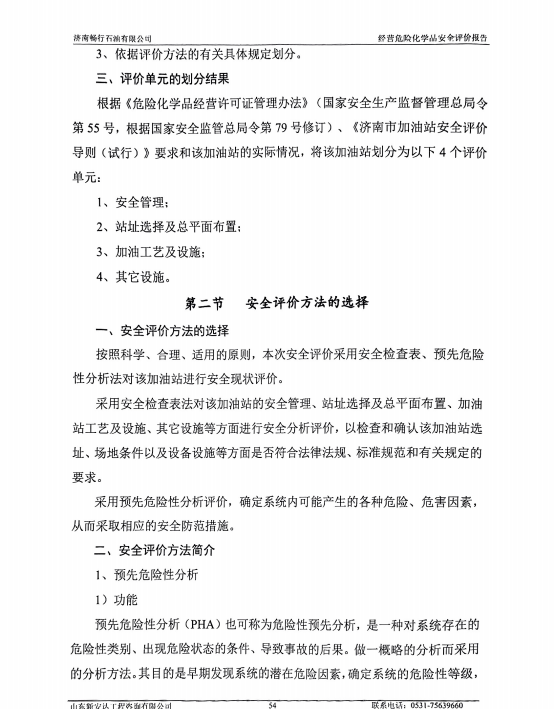 济南畅行石油有限公司 经营危险化学品安全评价报告
3、依据评价方法的有关具体规定划分。
三、评价单元的划分结果
根据《危险化学品经营许可证管理办法》（国家安全生产监督管理总局令
第 55 号，根据国家安全监管总局令第 79 号修订）、《济南市加油站安全评价
导则（试行）》要求和该加油站的实际情况，将该加油站划分为以下 4 个评价
单元：
1、安全管理；
2、站址选择及总平面布置；
3、加油工艺及设施；
4、其它设施。
第二节 安全评价方法的选择
一、安全评价方法的选择
按照科学、合理、适用的原则，本次安全评价采用安全检查表、预先危险
性分析法对该加油站进行安全现状评价。
采用安全检查表法对该加油站的安全管理、站址选择及总平面布置、加油
站工艺及设施、其它设施等方面进行安全分析评价，以检查和确认该加油站选
址、场地条件以及设备设施等方面是否符合法律法规、标准规范和有关规定的
要求。
采用预先危险性分析评价，确定系统内可能产生的各种危险、危害因素，
从而采取相应的安全防范措施。
二、安全评价方法简介
1、预先危险性分析
1）功能
预先危险性分析（PHA）也可称为危险性预先分析，是一种对系统存在的
危险性类别、出现危险状态的条件、导致事故的后果。做一概略的分析而采用
的分析方法。其目的是早期发现系统的潜在危险因素，确定系统的危险性等级，
山东新安达工程咨询有限公司 54 联系电话：0531-75639660